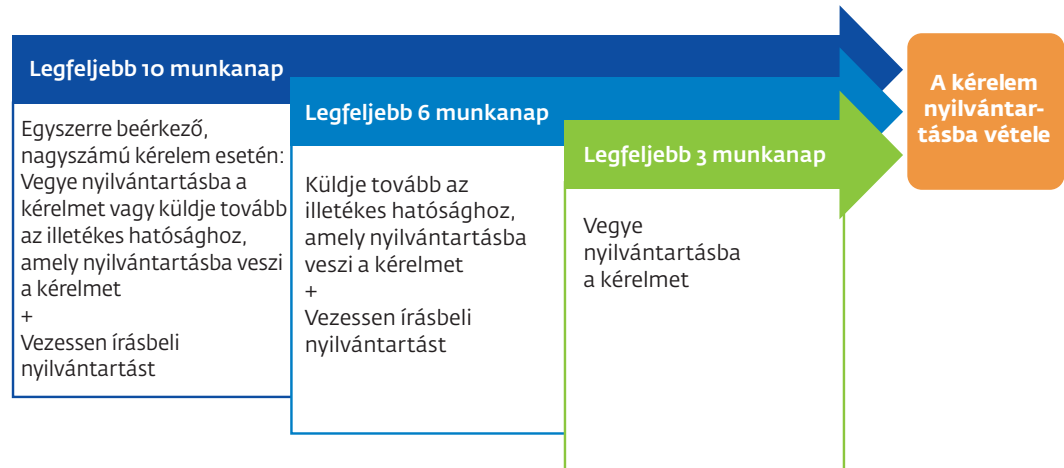 Legfeljebb 10 munkanap
Egyszerre beérkező,
nagyszámú kérelem esetén:
Vegye nyilvántartásba a
kérelmet vagy küldje tovább
az illetékes hatósághoz,
amely nyilvántartásba veszi
a kérelmet
+
Vezessen írásbeli
nyilvántartást
Legfeljebb 6 munkanap
Küldje tovább az
illetékes hatósághoz,
amely nyilvántartásba
veszi a kérelmet
+
Vezessen írásbeli
nyilvántartást
Legfeljebb 3 munkanap
Vegye
nyilvántartásba
a kérelmet
A kérelem
nyilvántar-
tásba vétele